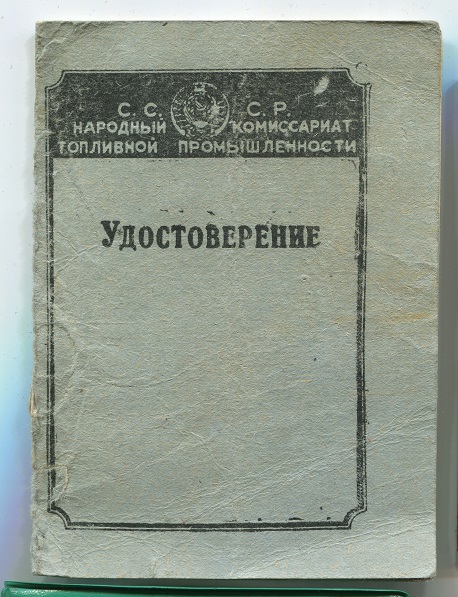 С. С. С. Р.
НАРОДНЫЙ КОМИССАРИАТ
ТОПЛИВНОЙ ПРОМЫШЛЕННОСТИ
УДОСТОВЕРЕНИЕ